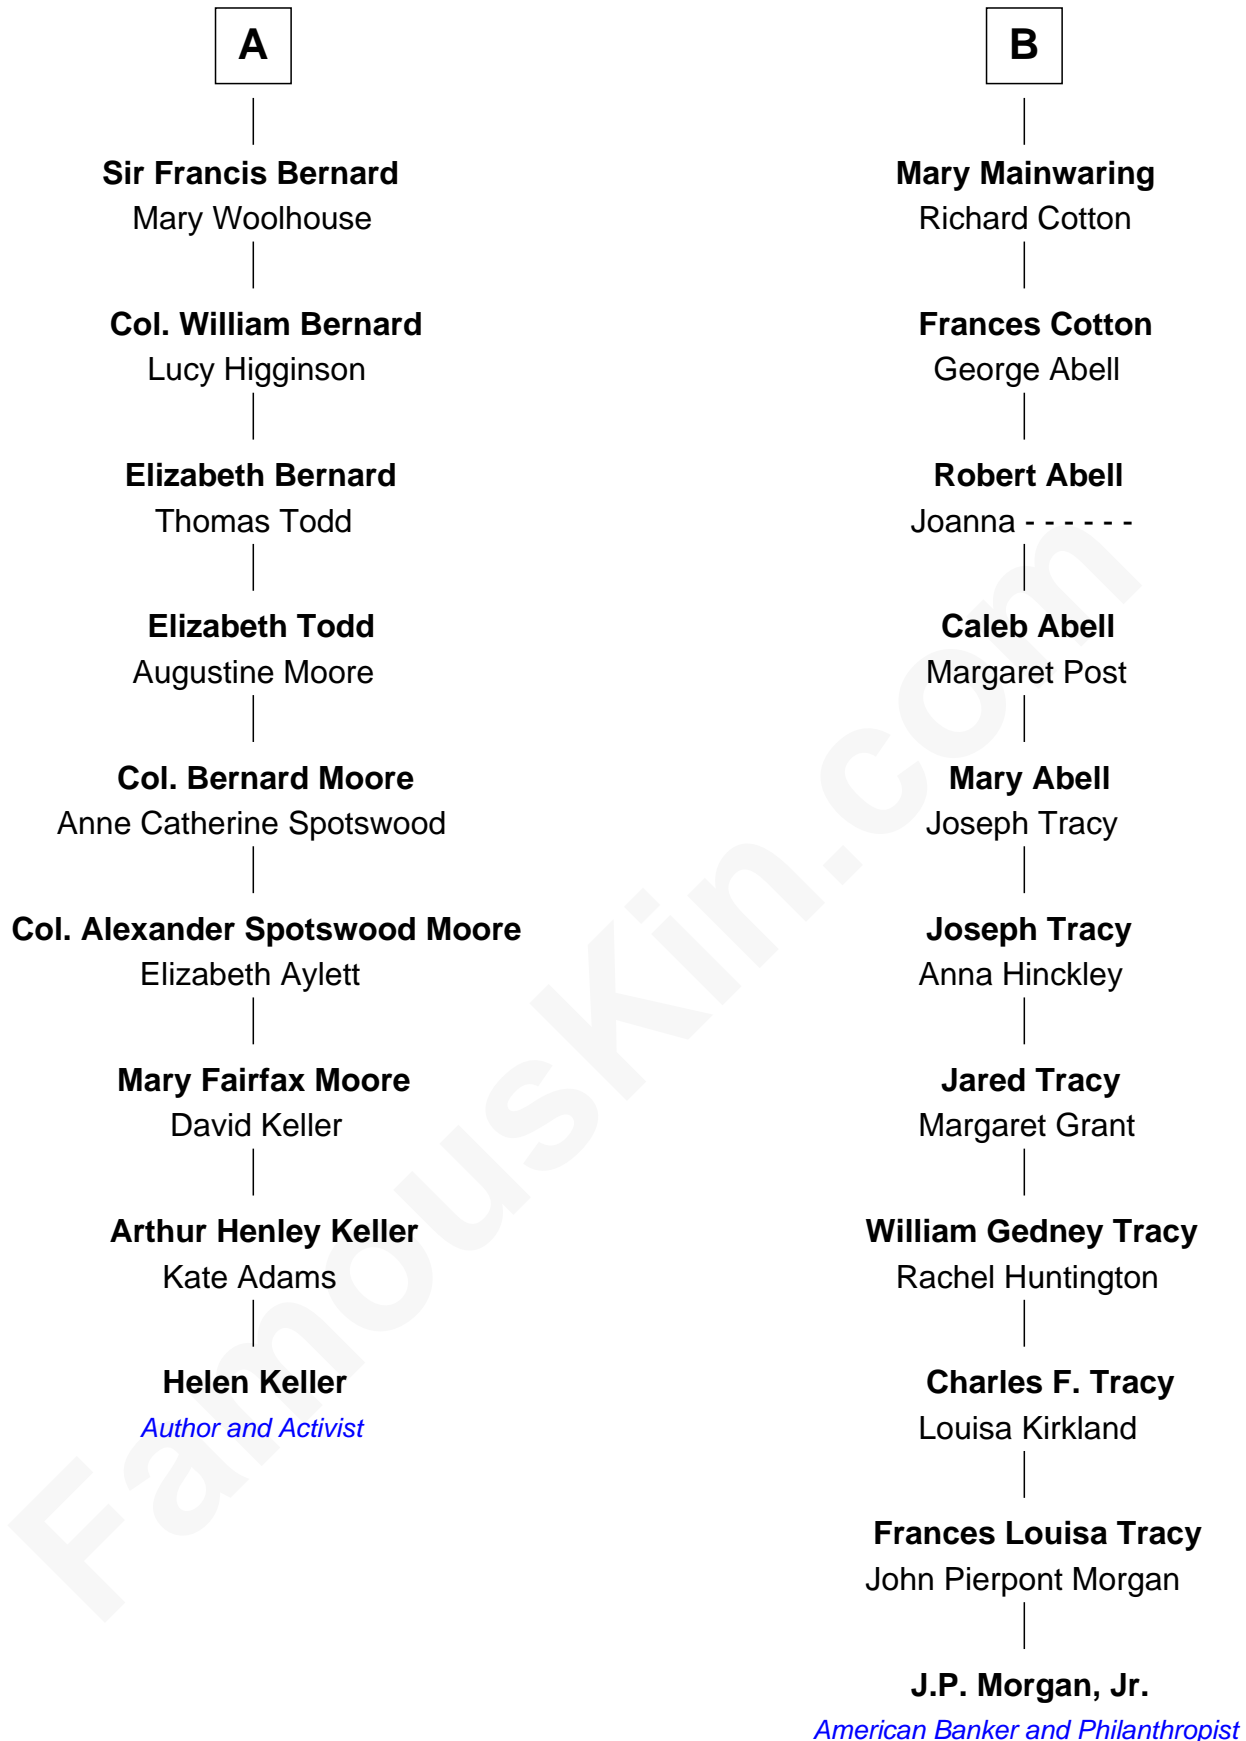 A
Sir Francis Bernard
Mary Woolhouse
Col. William Bernard
Lucy Higginson
Elizabeth Bernard
Thomas Todd
Elizabeth Todd
Augustine Moore
Col. Bernard Moore
Anne Catherine Spotswood
Col. Alexander Spotswood Moore
Elizabeth Aylett
Mary Fairfax Moore
David Keller
Arthur Henley Keller
Kate Adams
Helen Keller
Author and Activist
B
Mary Mainwaring
Richard Cotton
Frances Cotton
George Abell
Robert Abell
Joanna - - - - - -
Caleb Abell
Margaret Post
Mary Abell
Joseph Tracy
Joseph Tracy
Anna Hinckley
Jared Tracy
Margaret Grant
William Gedney Tracy
Rachel Huntington
Charles F. Tracy
Louisa Kirkland
Frances Louisa Tracy
John Pierpont Morgan
J.P. Morgan, Jr.
American Banker and Philanthropist
FamousKin.com